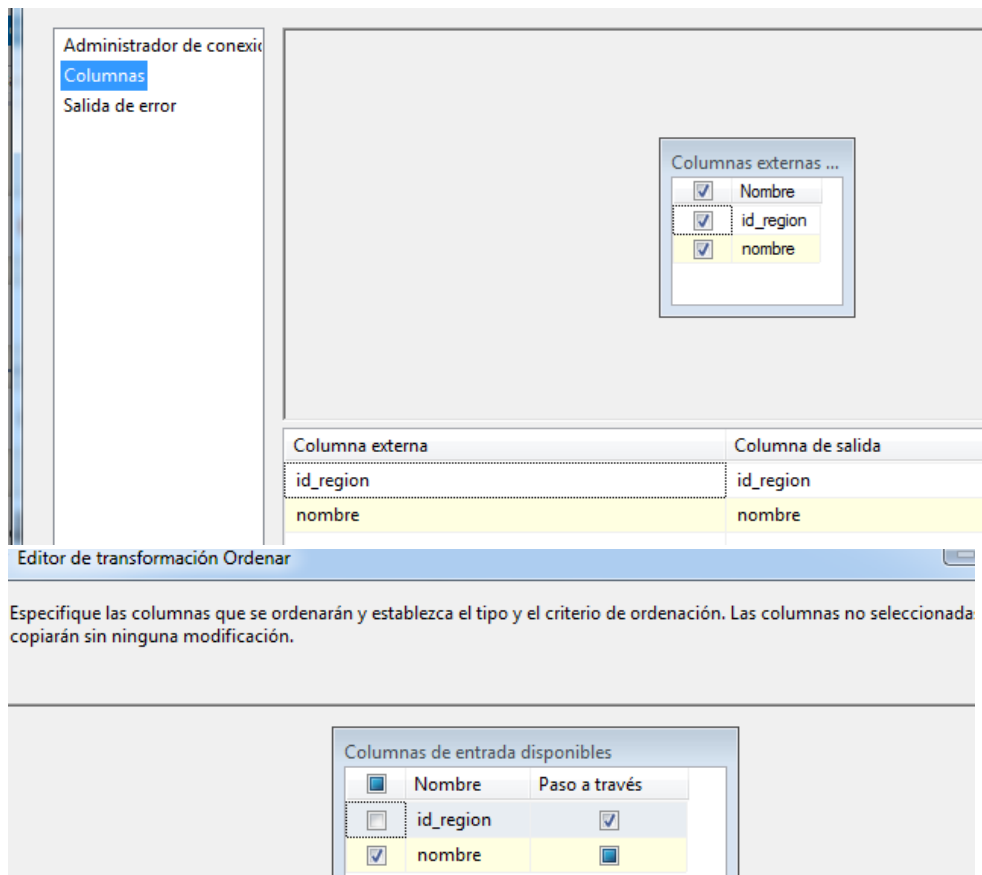 Administrador de conexi
Columnas
Salida de error
Columnas externas ...
Nombre
id_region
nombre
Columna externa Columna de salida
id_region id_region
nombre nombre
Editor de transformación Ordenar
Especifique las columnas que se ordenarán y establezca el tipo y el criterio de ordenación. Las columnas no seleccionada
copiarán sin ninguna modificación.
Columnas de entrada disponibles
Nombre Paso a través
id_region
nombre